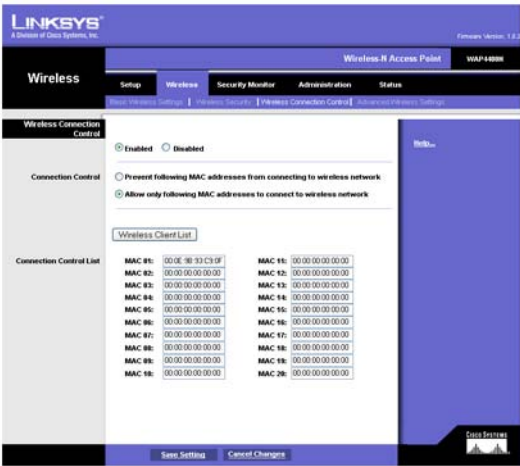 LINKSYS®
A Division of Cisco Systems, Inc.
Firmware Version: 1.0.2
Wireless-N Access Point
WAP4400N
Wireless
Setup Wireless Security Monitor Administration Status
Basic Wireless Settings | Wireless Security | Wireless Connection Control | Advanced Wireless Settings
Wireless Connection Control
Enabled Disabled
Help...
Connection Control
Prevent following MAC addresses from connecting to wireless network
Allow only following MAC addresses to connect to wireless network
Wireless Client List
Connection Control List
MAC 01: MAC 11: 00:00:00:00:00:00
MAC 02: 00:00:00:00:00:00 MAC 12: 00:00:00:00:00:00
MAC 03: 00:00:00:00:00:00 MAC 13: 00:00:00:00:00:00
MAC 04: 00:00:00:00:00:00 MAC 14: 00:00:00:00:00:00
MAC 05: 00:00:00:00:00:00 MAC 15: 00:00:00:00:00:00
MAC 06: 00:00:00:00:00:00 MAC 16: 00:00:00:00:00:00
MAC 07: 00:00:00:00:00:00 MAC 17: 00:00:00:00:00:00
MAC 08: 00:00:00:00:00:00 MAC 18: 00:00:00:00:00:00
MAC 09: 00:00:00:00:00:00 MAC 19: 00:00:00:00:00:00
MAC 10: 00:00:00:00:00:00 MAC 20: 00:00:00:00:00:00
Save Setting Cancel Changes
CISCO SYSTEMS